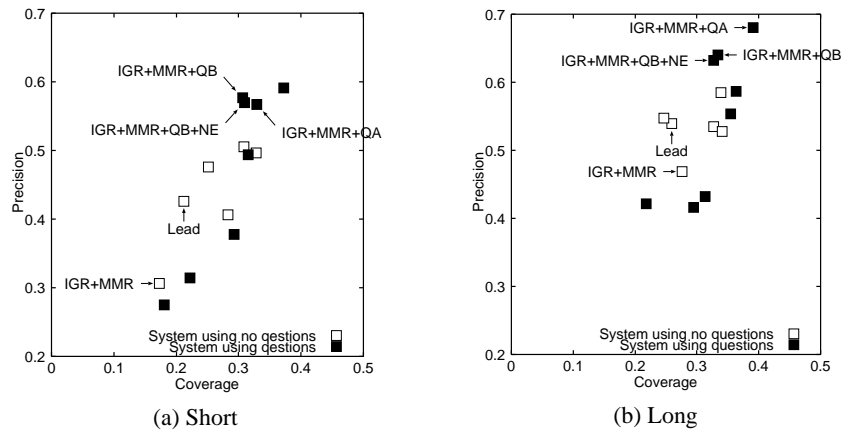 0.7
0.6
0.5
0.4
0.3
0.2
Precision
IGR+MMR+QB
IGR+MMR+QB+NE
IGR+MMR+QA
Lead
IGR+MMR
System using no qestions
System using qestions
0 0.1 0.2 0.3 0.4 0.5
Coverage
(a) Short
0.7
0.6
0.5
0.4
0.3
0.2
Precision
IGR+MMR+QA
IGR+MMR+QB
IGR+MMR+QB+NE
Lead
IGR+MMR
System using no questions
System using questions
0 0.1 0.2 0.3 0.4 0.5
Coverage
(b) Long